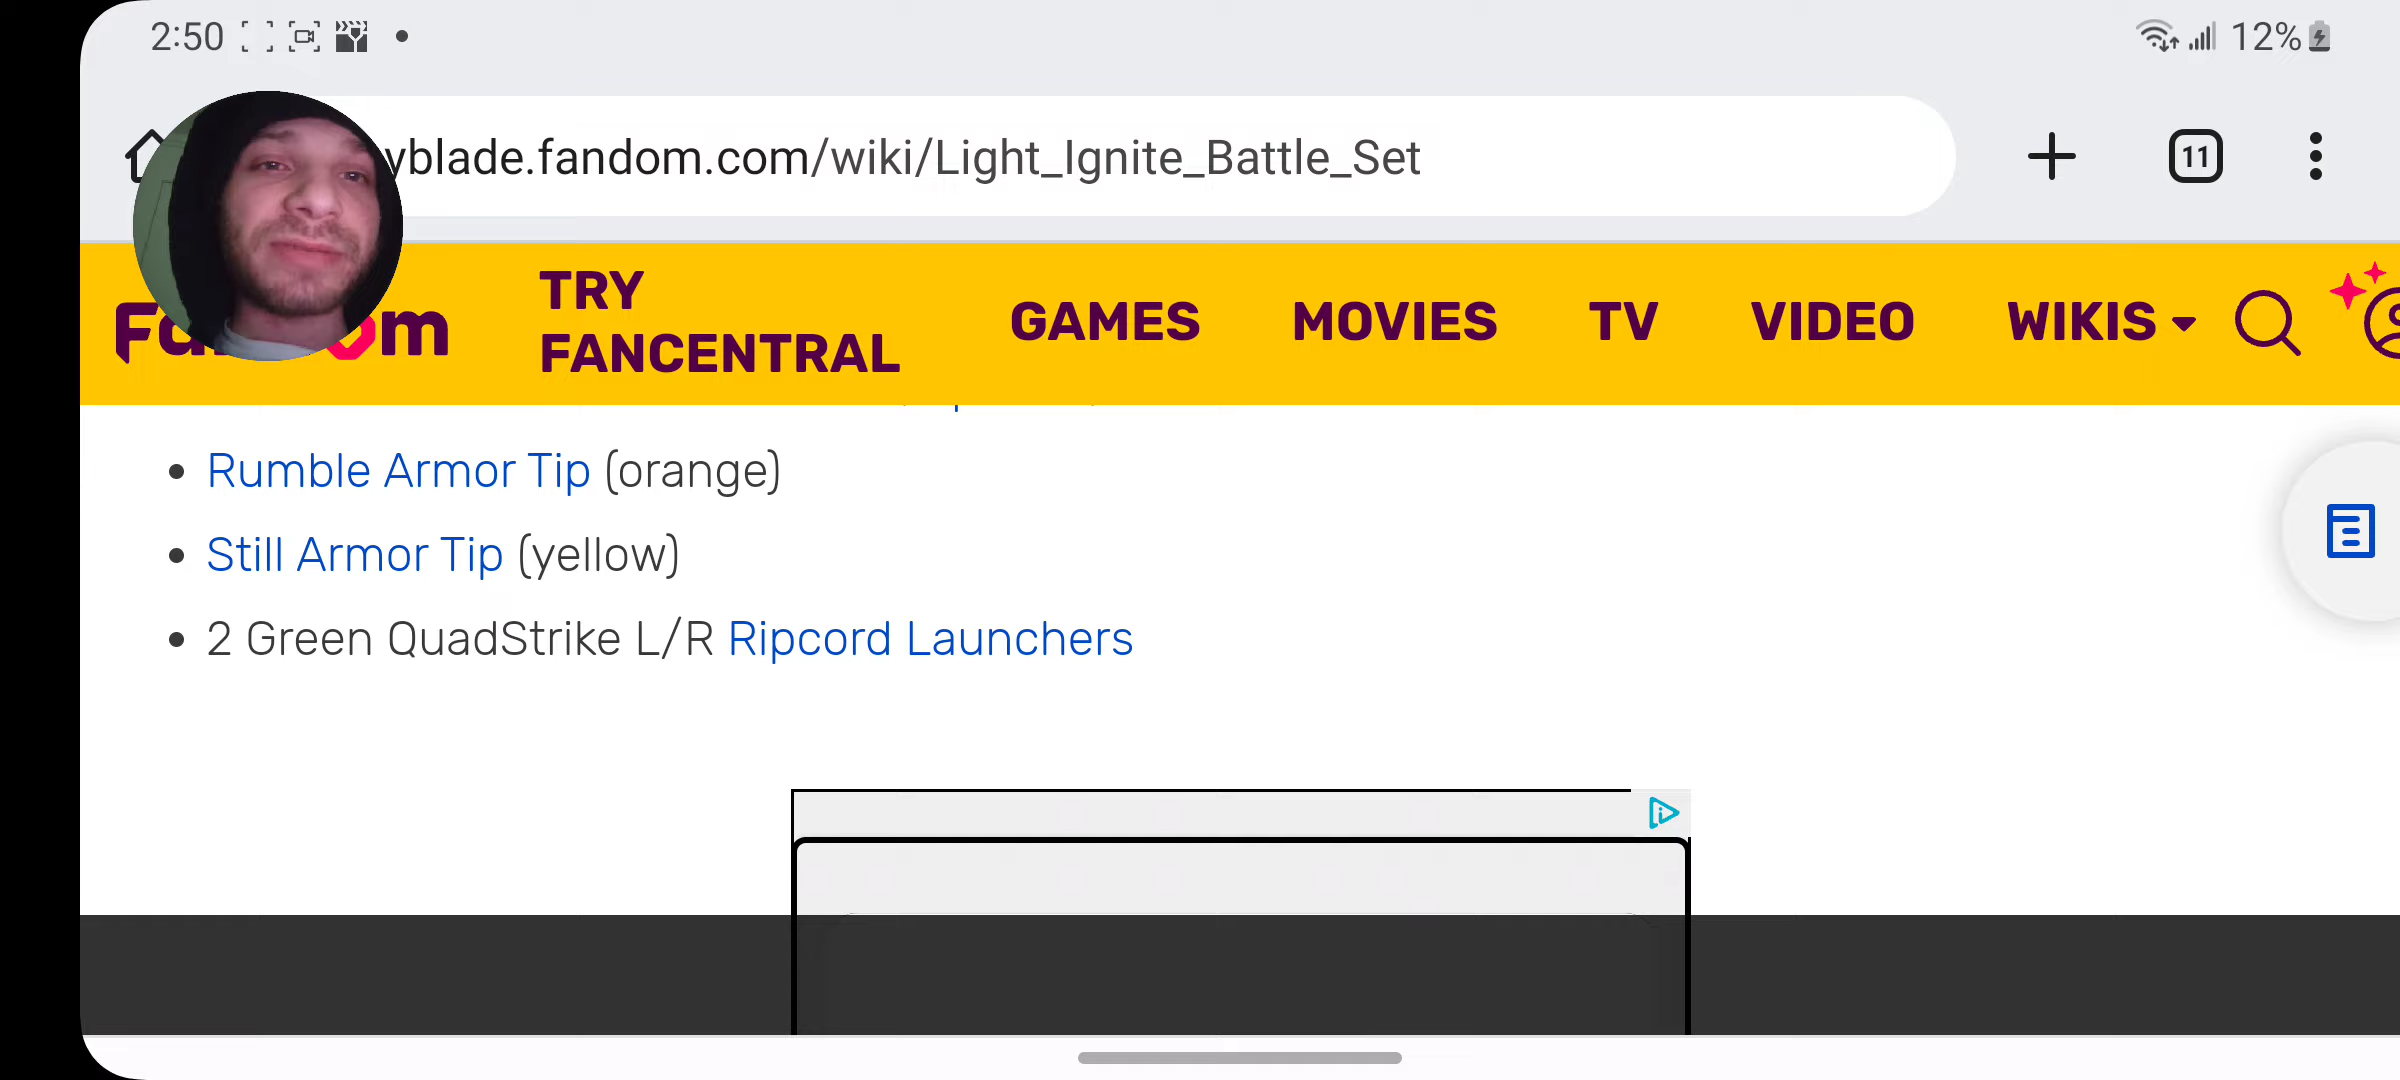 2:50
12%
yblade.fandom.com/wiki/Light_Ignite_Battle_Set
11
TRY
FANCENTRAL
GAMES
MOVIES
TV
VIDEO
WIKIS
Rumble Armor Tip (orange)
Still Armor Tip (yellow)
2 Green QuadStrike L/R Ripcord Launchers